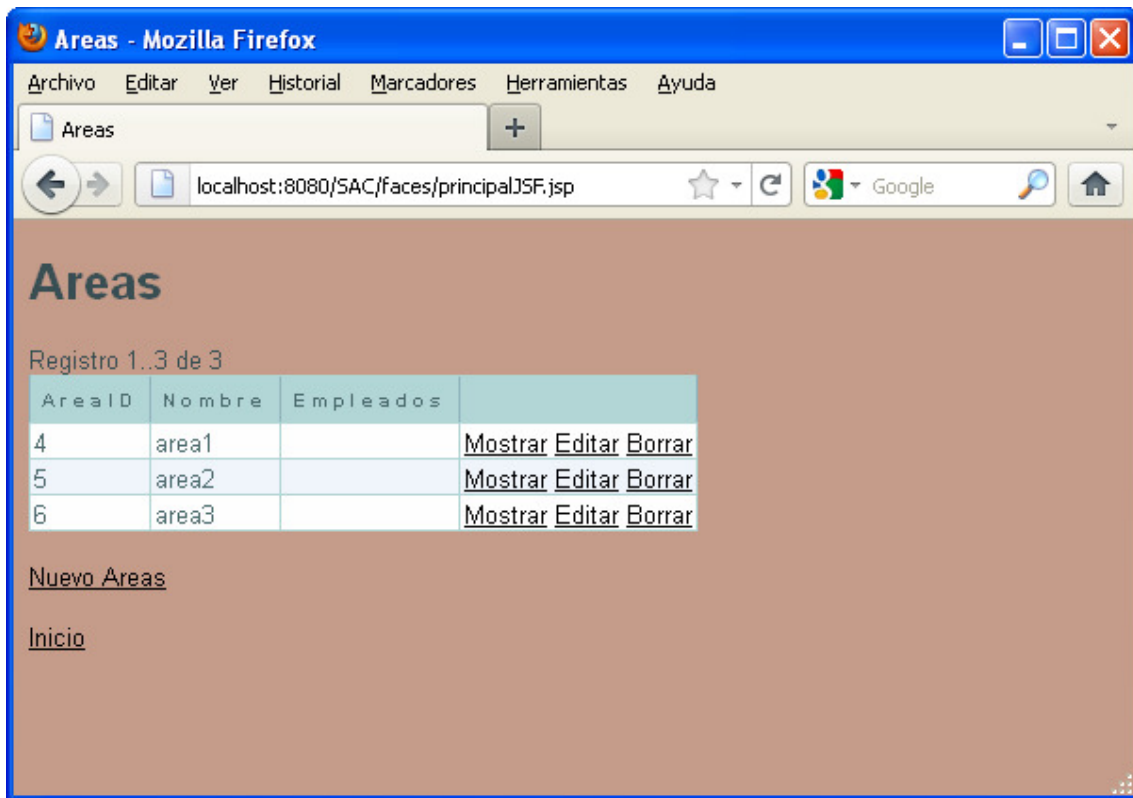 Areas - Mozilla Firefox
Archivo Editar Ver Historial Marcadores Herramientas Ayuda
Areas
localhost:8080/SAC/faces/principalJSF.jsp Google
Areas
Registro 1..3 de 3
AreaID Nombre Empleados
4 area1 Mostrar Editar Borrar
5 area2 Mostrar Editar Borrar
6 area3 Mostrar Editar Borrar
Nuevo Areas
Inicio